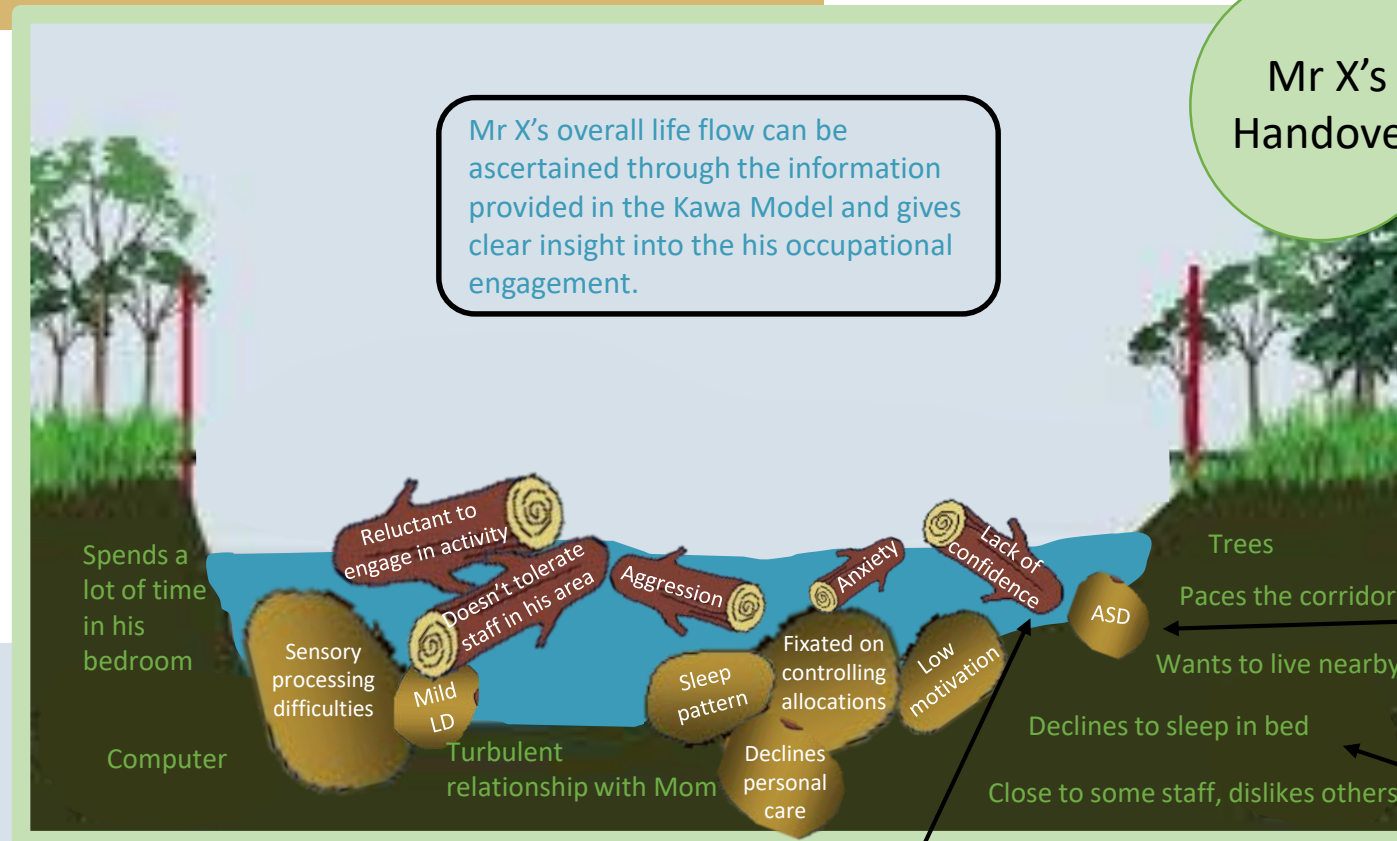 Mr X's
Handove
Mr X's overall life flow can be
ascertained through the information
provided in the Kawa Model and gives
clear insight into the his occupational
engagement.
Reluctant to
engage in activity
Doesn't tolerate
staff in his area
Aggression
Anxiety
Lack of
confidence
Spends a
lot of time
in his
bedroom
Sensory
processing
difficulties
Mild
LD
Sleep
pattern
Fixated on
controlling
allocations
Low
motivation
ASD
Trees
Paces the corridor
Wants to live nearby
Declines to sleep in bed
Computer
Turbulent
relationship with Mom
Declines
personal
care
Close to some staff, dislikes others